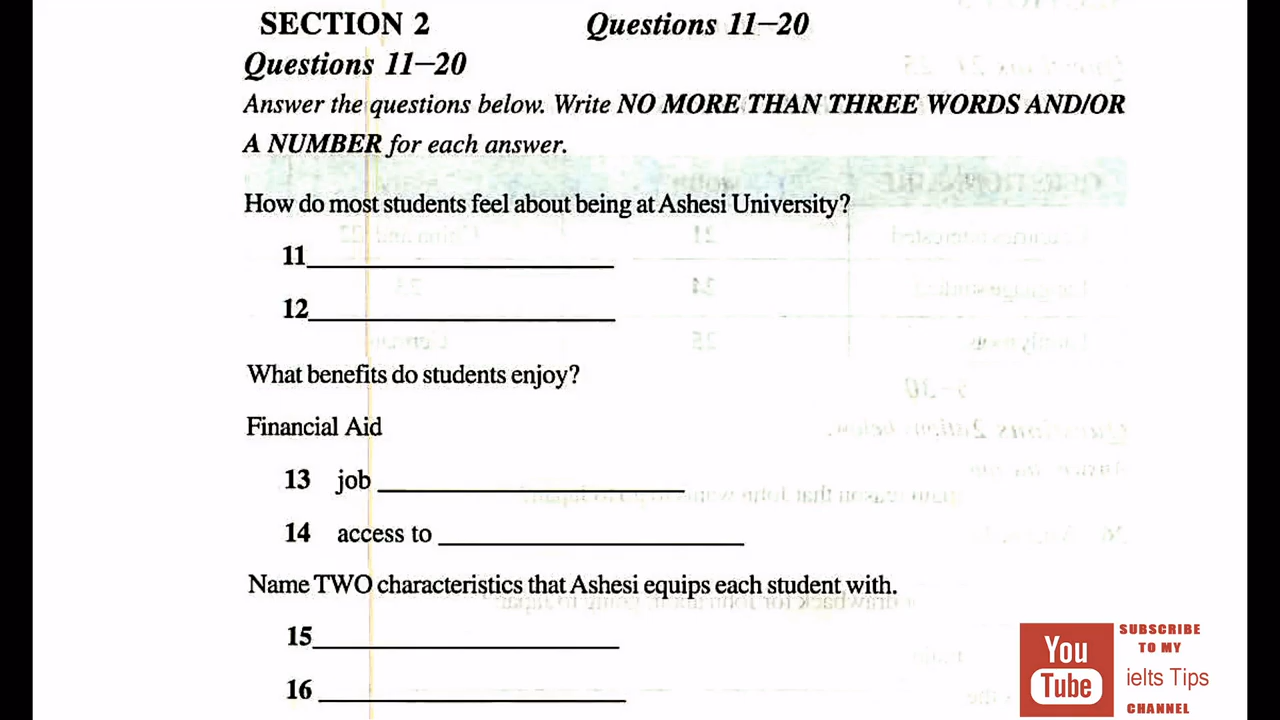 SECTION 2 Questions 11–20
Questions 11–20
Answer the questions below. Write NO MORE THAN THREE WORDS AND/OR
A NUMBER for each answer.
How do most students feel about being at Ashesi University?
11
12
What benefits do students enjoy?
Financial Aid
13 job
14 access to
Name TWO characteristics that Ashesi equips each student with.
15
16
You
Tube
SUBSCRIBE
TO MY
ielts Tips
CHANNEL